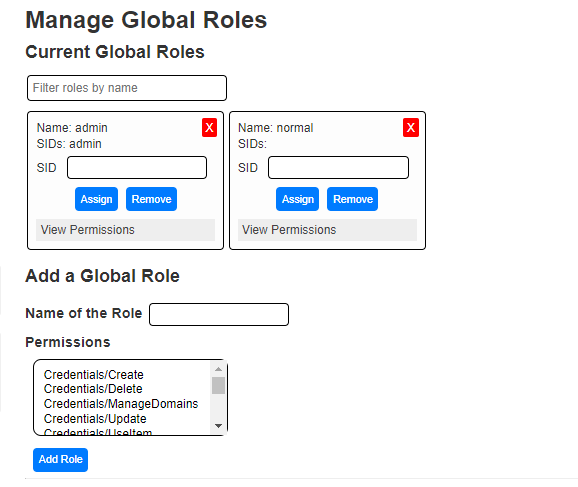 Manage Global Roles
Current Global Roles
Filter roles by name
Name: admin
X
SIDs: admin
SID
Assign
Remove
View Permissions
Name: normal
X
SIDs:
SID
Assign
Remove
View Permissions
Add a Global Role
Name of the Role
Permissions
Credentials/Create
Credentials/Delete
Credentials/ManageDomains
Credentials/Update
Credentials/UseItem
Add Role